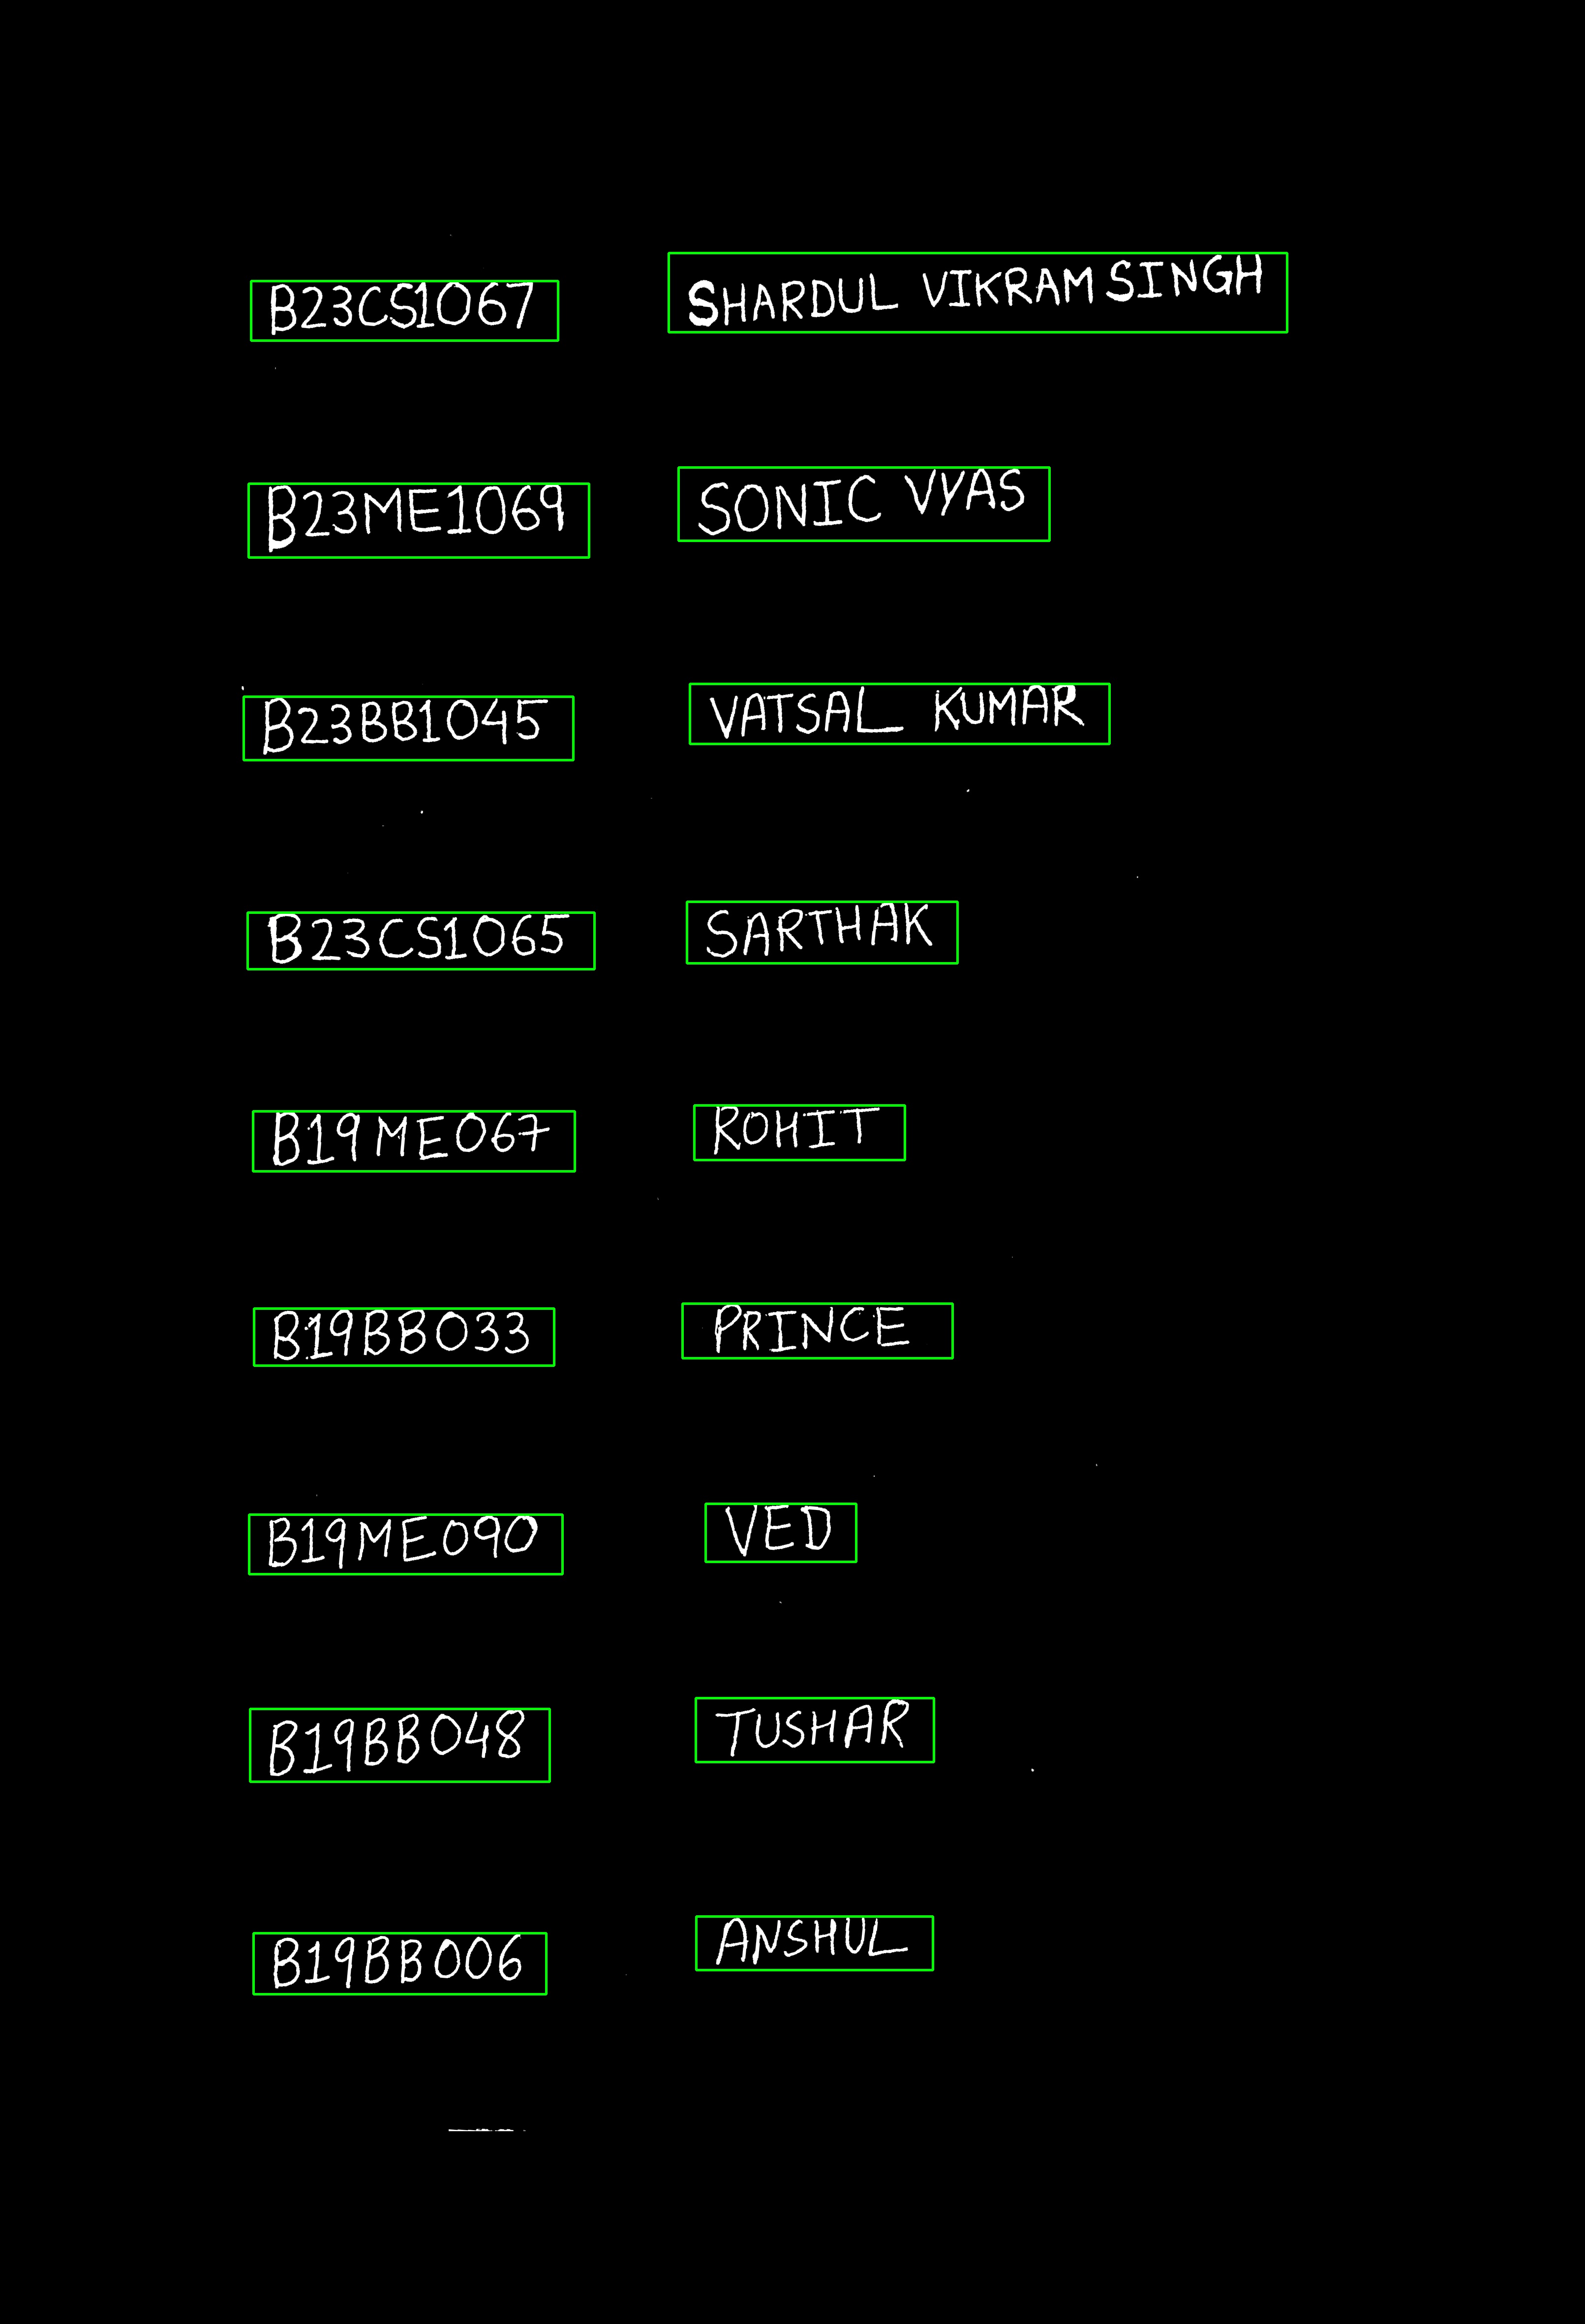 B23CS1067 SHARDUL VIKRAM SINGH
B23ME1069 SONIC VYAS
B23BB1045 VATSAL KUMAR
B23CS1065 SARTHAK
B19ME067 ROHIT
B19BB033 PRINCE
B19ME090 VED
B19BB048 TUSHAR
B19BB006 ANSHUL